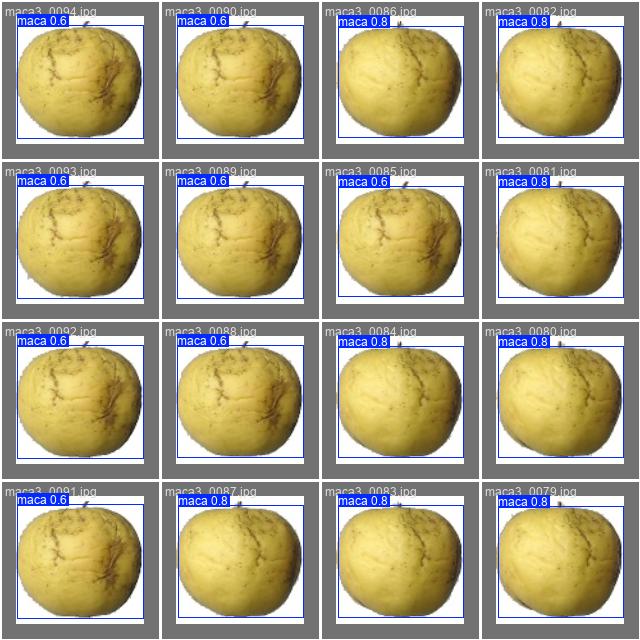 maca3_0094.jpg
maca 0.6
maca3_0090.jpg
maca 0.6
maca3_0086.jpg
maca 0.8
maca3_0082.jpg
maca 0.8
maca3_0093.jpg
maca 0.6
maca3_0089.jpg
maca 0.6
maca3_0085.jpg
maca 0.6
maca3_0081.jpg
maca 0.8
maca3_0092.jpg
maca 0.6
maca3_0088.jpg
maca 0.6
maca3_0084.jpg
maca 0.8
maca3_0080.jpg
maca 0.8
maca3_0091.jpg
maca 0.6
maca3_0087.jpg
maca 0.8
maca3_0083.jpg
maca 0.8
maca3_0079.jpg
maca 0.8